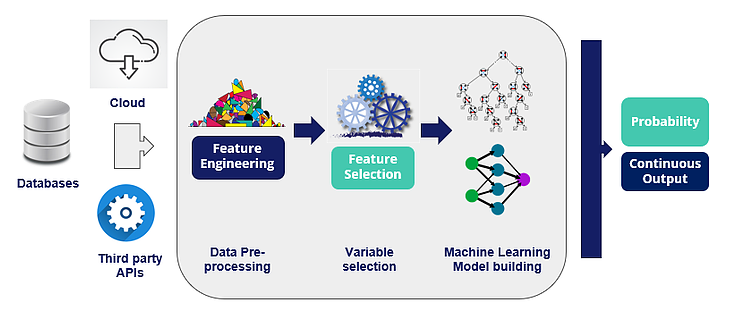 Cloud
Databases
Third party
APIs
Feature
Engineering
Data Pre-
processing
Feature
Selection
Variable
selection
Machine Learning
Model building
Probability
Continuous
Output